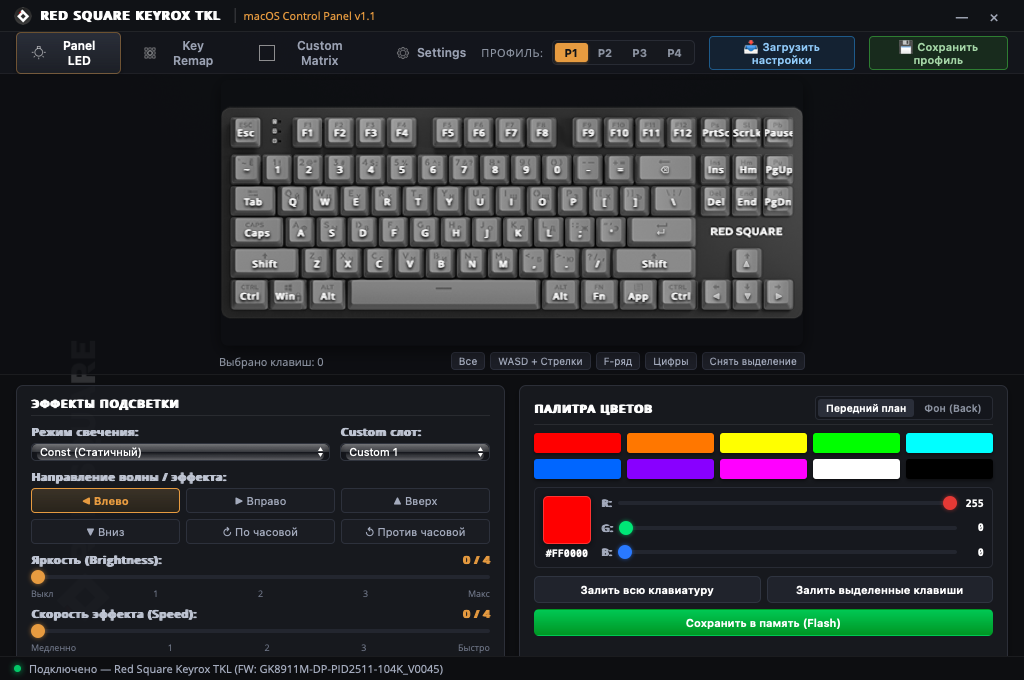 RED SQUARE KEYROX TKL macOS Control Panel v1.1
Panel LED
Key Remap
Custom Matrix
Settings
ПРОФИЛЬ: P1 P2 P3 P4
Загрузить настройки
Сохранить профиль
Esc F1 F2 F3 F4 F5 F6 F7 F8 F9 F10 F11 F12 PrtSc ScrLk Pause
~ 1 2 3 4 5 6 7 8 9 0 - = Ins Hm PgUp
Tab Q W E R T Y U I O P [ ] \ Del End PgDn
Caps A S D F G H J K L ; ' RED SQUARE
Shift Z X C V B N M , . / Shift
Ctrl Win Alt Alt Fn App Ctrl
Выбрано клавиш: 0
Все WASD + Стрелки F-ряд Цифры Снять выделение
ЭФФЕКТЫ ПОДСВЕТКИ
Режим свечения: Custom слот:
Const (Статичный) Custom 1
Направление волны / эффекта:
◀ Влево ▶ Вправо ▲ Вверх
▼ Вниз ↻ По часовой ↺ Против часовой
Яркость (Brightness): 0 / 4
Выкл 1 2 3 Макс
Скорость эффекта (Speed): 0 / 4
Медленно 1 2 3 Быстро
ПАЛИТРА ЦВЕТОВ Передний план Фон (Back)
R: 255
G: 0
B: 0
#FF0000
Залить всю клавиатуру Залить выделенные клавиши
Сохранить в память (Flash)
Подключено — Red Square Keyrox TKL (FW: GK8911M-DP-PID2511-104K_V0045)